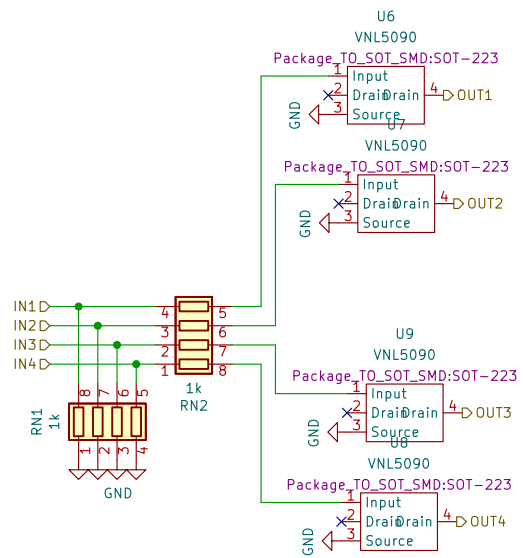 U6
VNL5090
Package_TO_SOT_SMD:SOT-223
1 Input
2 Drain Drain 4 OUT1
3 Source
GND
U7
VNL5090
Package_TO_SOT_SMD:SOT-223
1 Input
2 Drain Drain 4 OUT2
3 Source
GND
IN1 4 5
IN2 3 6
IN3 2 7
IN4 1 8
1k
RN2
8 7 6 5
RN1
1k
1 2 3 4
GND
U9
VNL5090
Package_TO_SOT_SMD:SOT-223
1 Input
2 Drain Drain 4 OUT3
3 Source
GND
U8
VNL5090
Package_TO_SOT_SMD:SOT-223
1 Input
2 Drain Drain 4 OUT4
3 Source
GND